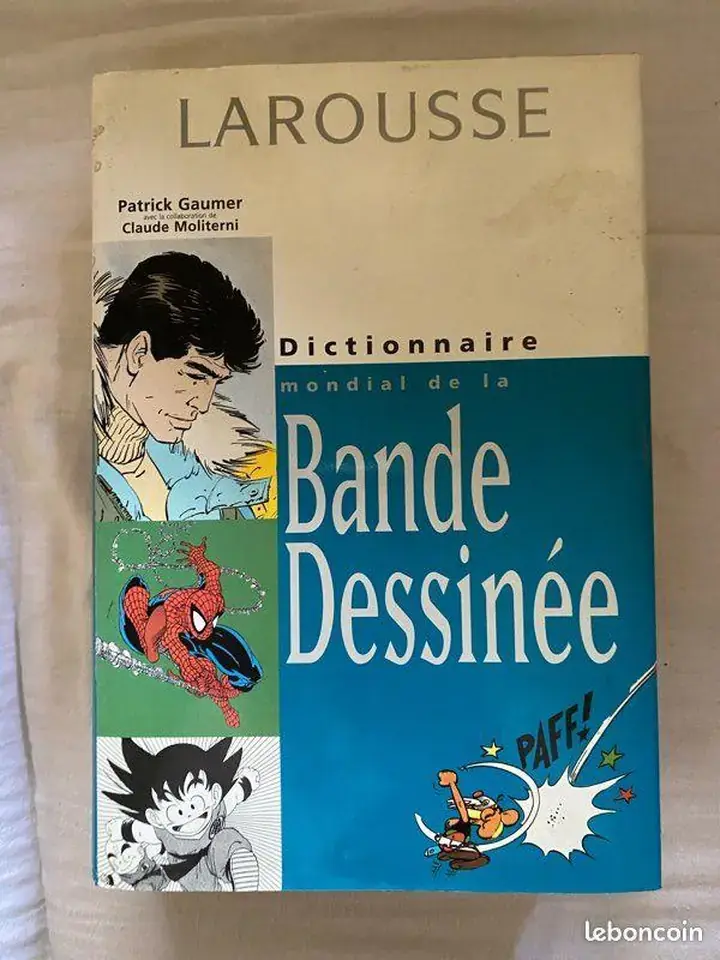 LAROUSSE
Patrick Gaumer
avec la collaboration de
Claude Moliterni
Dictionnaire
mondial de la
Bande
Dessinée
PAFF!
leboncoin